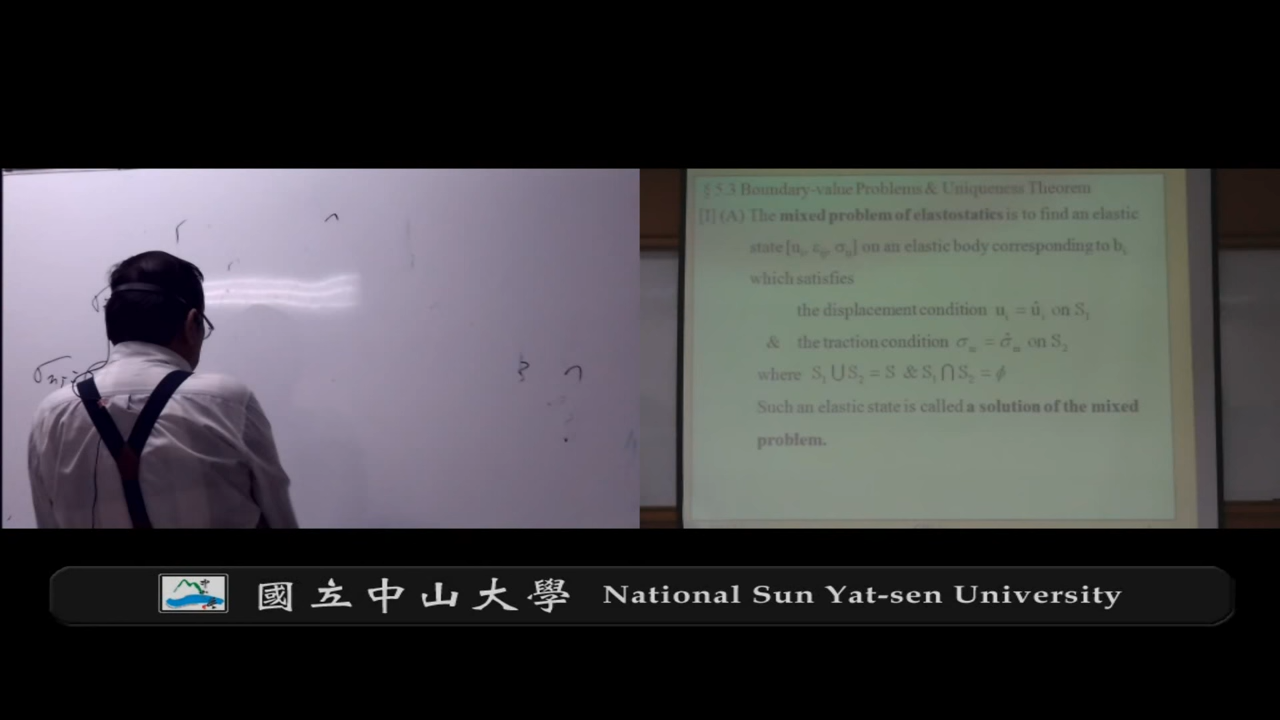 §5.3 Boundary-value Problems & Uniqueness Theorem
[1] (A) The mixed problem of elastostatics is to find an elastic
state [uᵢ, εᵢⱼ, σᵢⱼ] on an elastic body corresponding to bᵢ
which satisfies
the displacement condition uᵢ = ûᵢ on S₁
& the traction condition σₙᵢ = σ̂ₙᵢ on S₂
where S₁ ⋃ S₂ = S & S₁ ⋂ S₂ = ϕ
Such an elastic state is called a solution of the mixed
problem.
國立中山大學 National Sun Yat-sen University